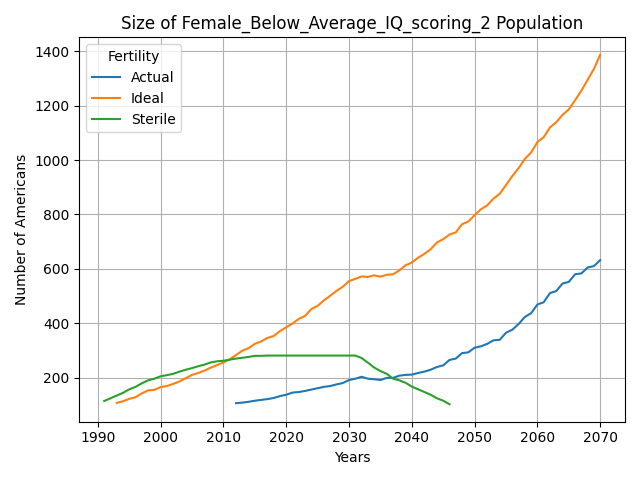 Size of Female_Below_Average_IQ_scoring_2 Population
Fertility
Actual
Ideal
Sterile
Number of Americans
1400
1200
1000
800
600
400
200
1990 2000 2010 2020 2030 2040 2050 2060 2070
Years